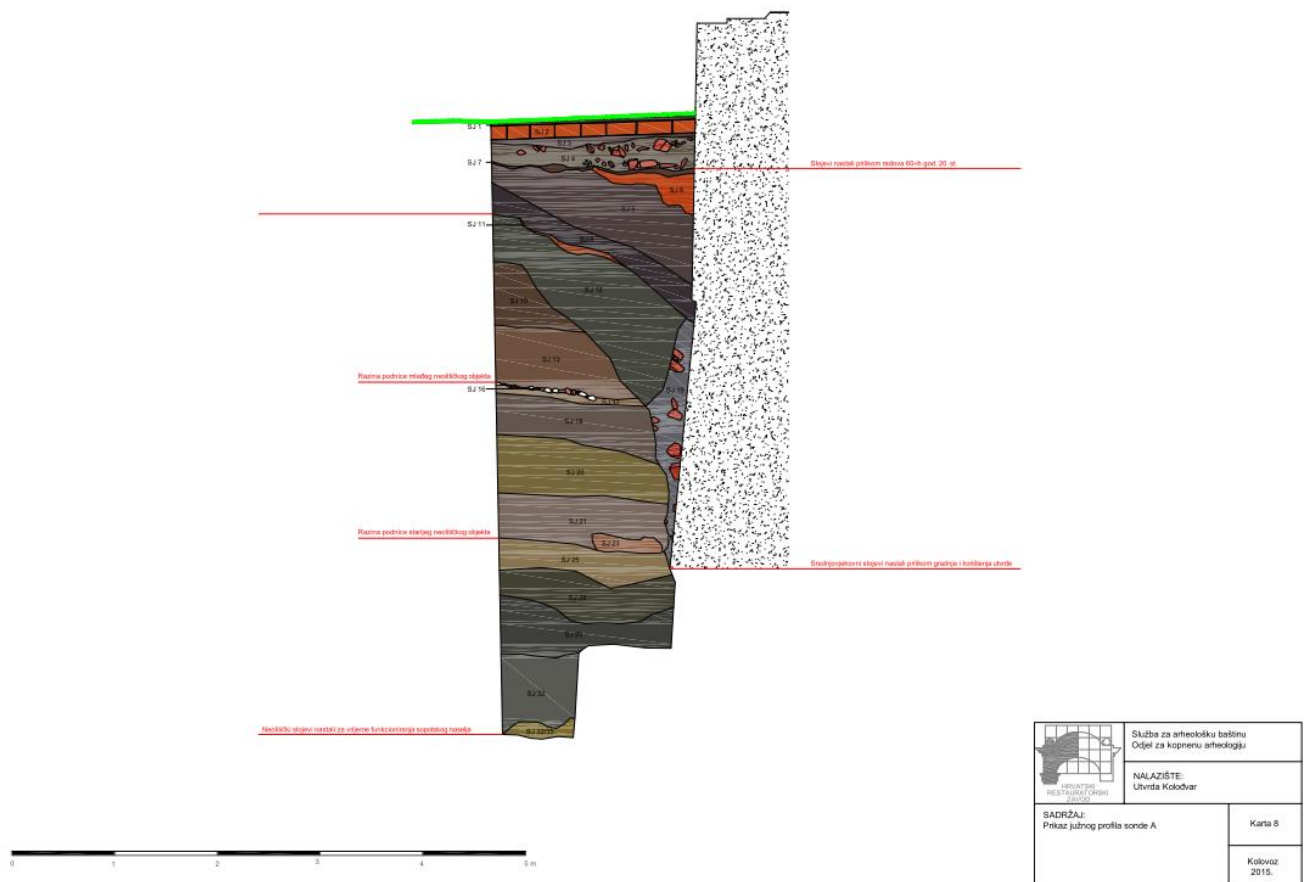 SJ 1
SJ 2
SJ 3
SJ 4
SJ 7
Slojevi nastali prilikom radova 60-ih god. 20. st.
SJ 11
SJ 12
SJ 13
Razina podnice mlađeg neolitičkog objekta
SJ 16
SJ 19
SJ 20
SJ 21
Razina podnice starijeg neolitičkog objekta
SJ 23
SJ 25
Srednjovjekovni slojevi nastali prilikom gradnje i korištenja utvrde
SJ 32
Neolitički slojevi nastali za vrijeme funkcioniranja sopotskog naselja
0 1 2 3 4 5 m
HRVATSKI
RESTAURATORSKI
ZAVOD
Služba za arheološku baštinu
Odjel za kopnenu arheologiju
NALAZIŠTE:
Utvrda Kolođvar
SADRŽAJ:
Prikaz južnog profila sonde A
Karta 8
Kolovoz
2015.